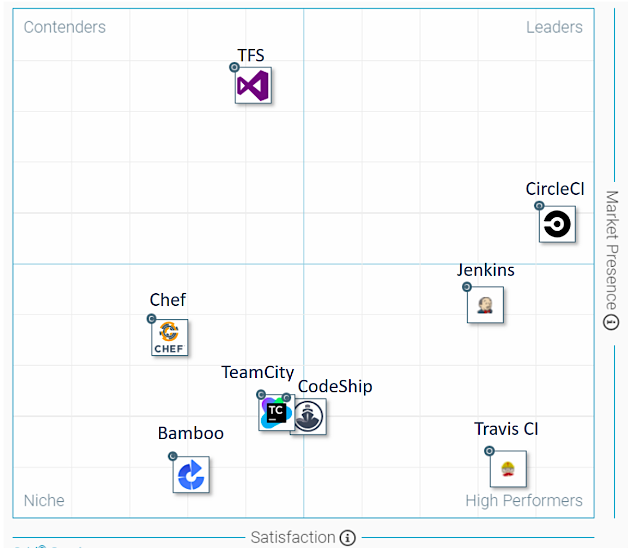 Contenders
Leaders
TFS
CircleCI
Market Presence
Jenkins
Chef
CHEF
TeamCity
CodeShip
TC
Bamboo
Travis CI
Niche
High Performers
Satisfaction